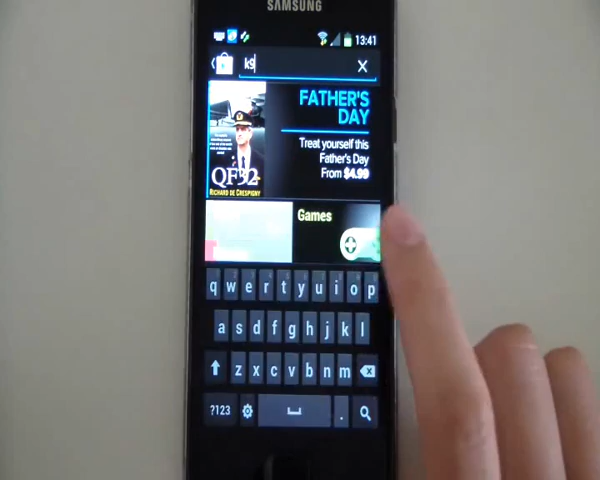 SAMSUNG
13:41
k9 X
FATHER'S
DAY
Treat yourself this
Father's Day
From $4.99
QF32
RICHARD DE CRESPIGNY
Games
q w e r t y u i o p
a s d f g h j k l
z x c v b n m
?123 .